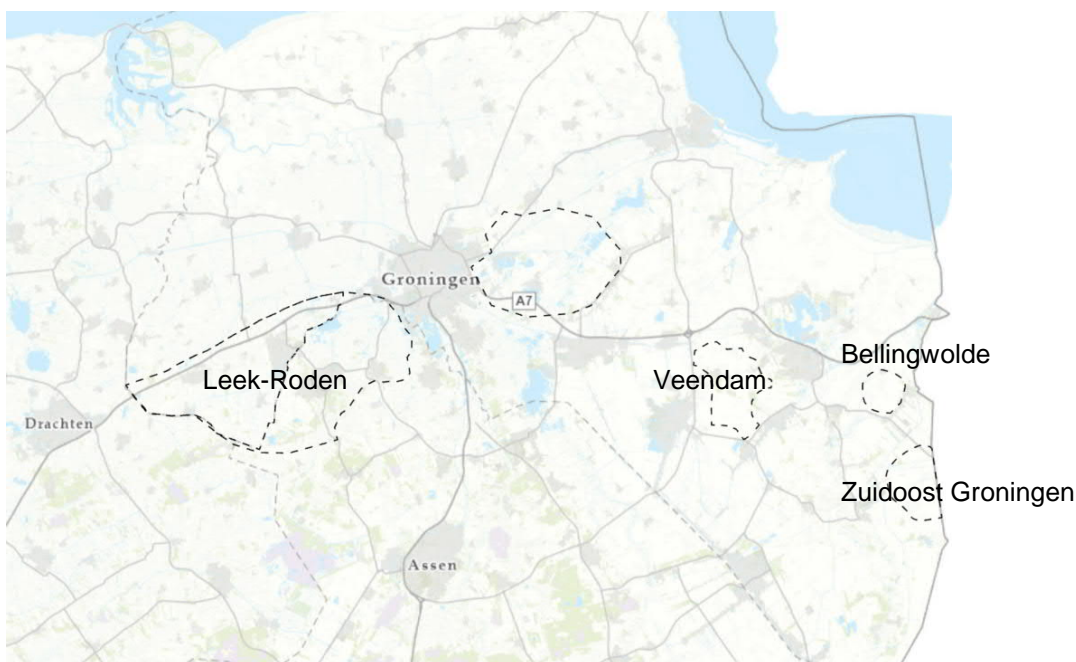 Groningen
A7
Bellingwolde
Leek-Roden
Veendam
Drachten
Zuidoost Groningen
Assen